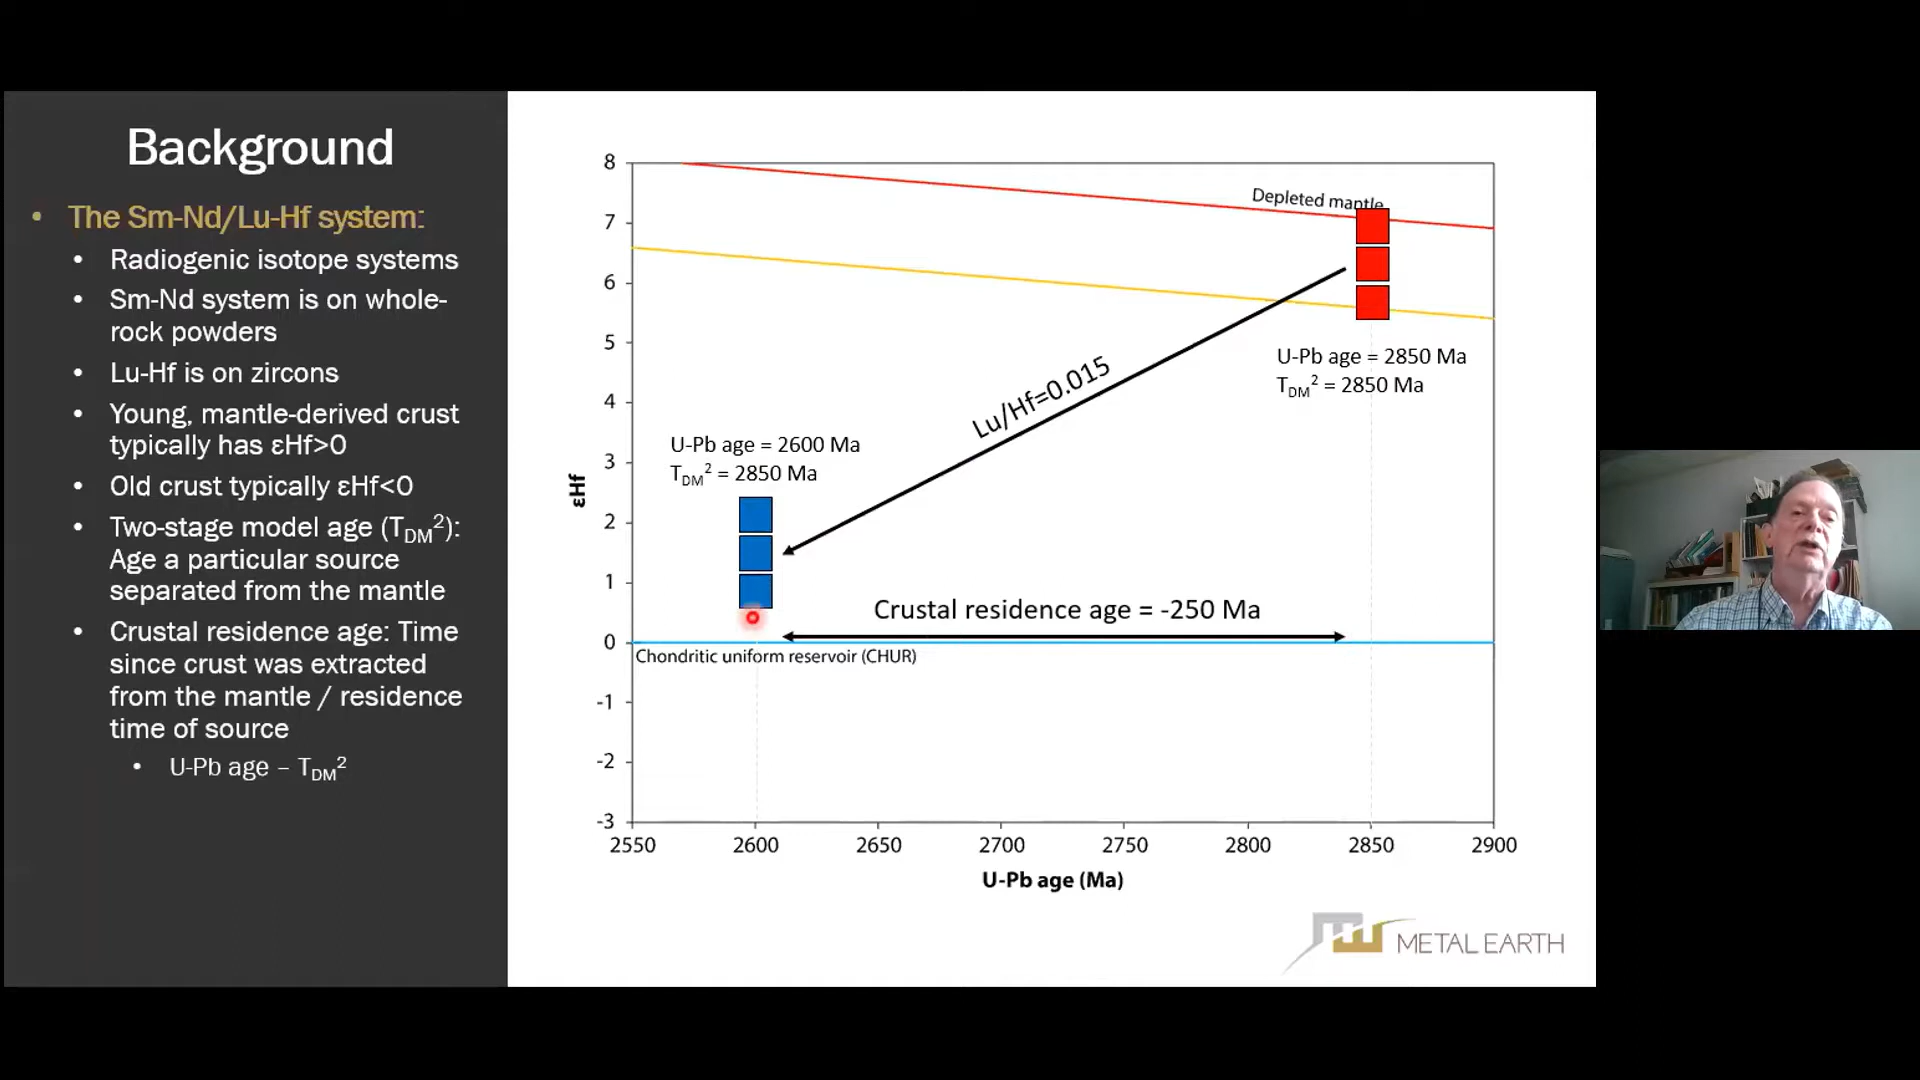 Background
• The Sm-Nd/Lu-Hf system:
• Radiogenic isotope systems
• Sm-Nd system is on whole-
rock powders
• Lu-Hf is on zircons
• Young, mantle-derived crust
typically has εHf>0
• Old crust typically εHf<0
• Two-stage model age (TDM²):
Age a particular source
separated from the mantle
• Crustal residence age: Time
since crust was extracted
from the mantle / residence
time of source
• U-Pb age – TDM²
8
7
6
5
4
3
2
1
0
-1
-2
-3
εHf
Depleted mantle
U-Pb age = 2850 Ma
TDM² = 2850 Ma
Lu/Hf=0.015
U-Pb age = 2600 Ma
TDM² = 2850 Ma
Crustal residence age = -250 Ma
Chondritic uniform reservoir (CHUR)
2550 2600 2650 2700 2750 2800 2850 2900
U-Pb age (Ma)
METAL EARTH